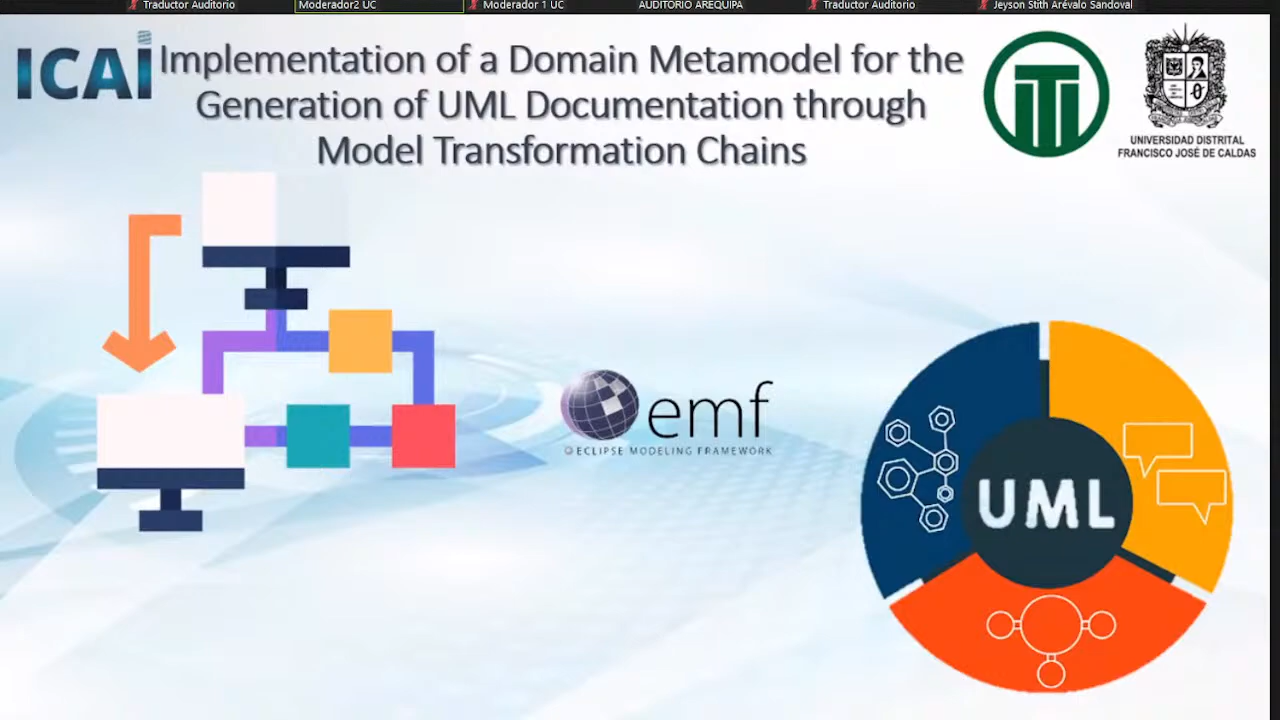 Traductor Auditorio
Moderador2 UC
Moderador 1 UC
AUDITORIO AREQUIPA
Traductor Auditorio
Jeyson Stith Arévalo Sandoval
ICAI
Implementation of a Domain Metamodel for the
Generation of UML Documentation through
Model Transformation Chains
UNIVERSIDAD DISTRITAL
FRANCISCO JOSÉ DE CALDAS
emf
ECLIPSE MODELING FRAMEWORK
UML